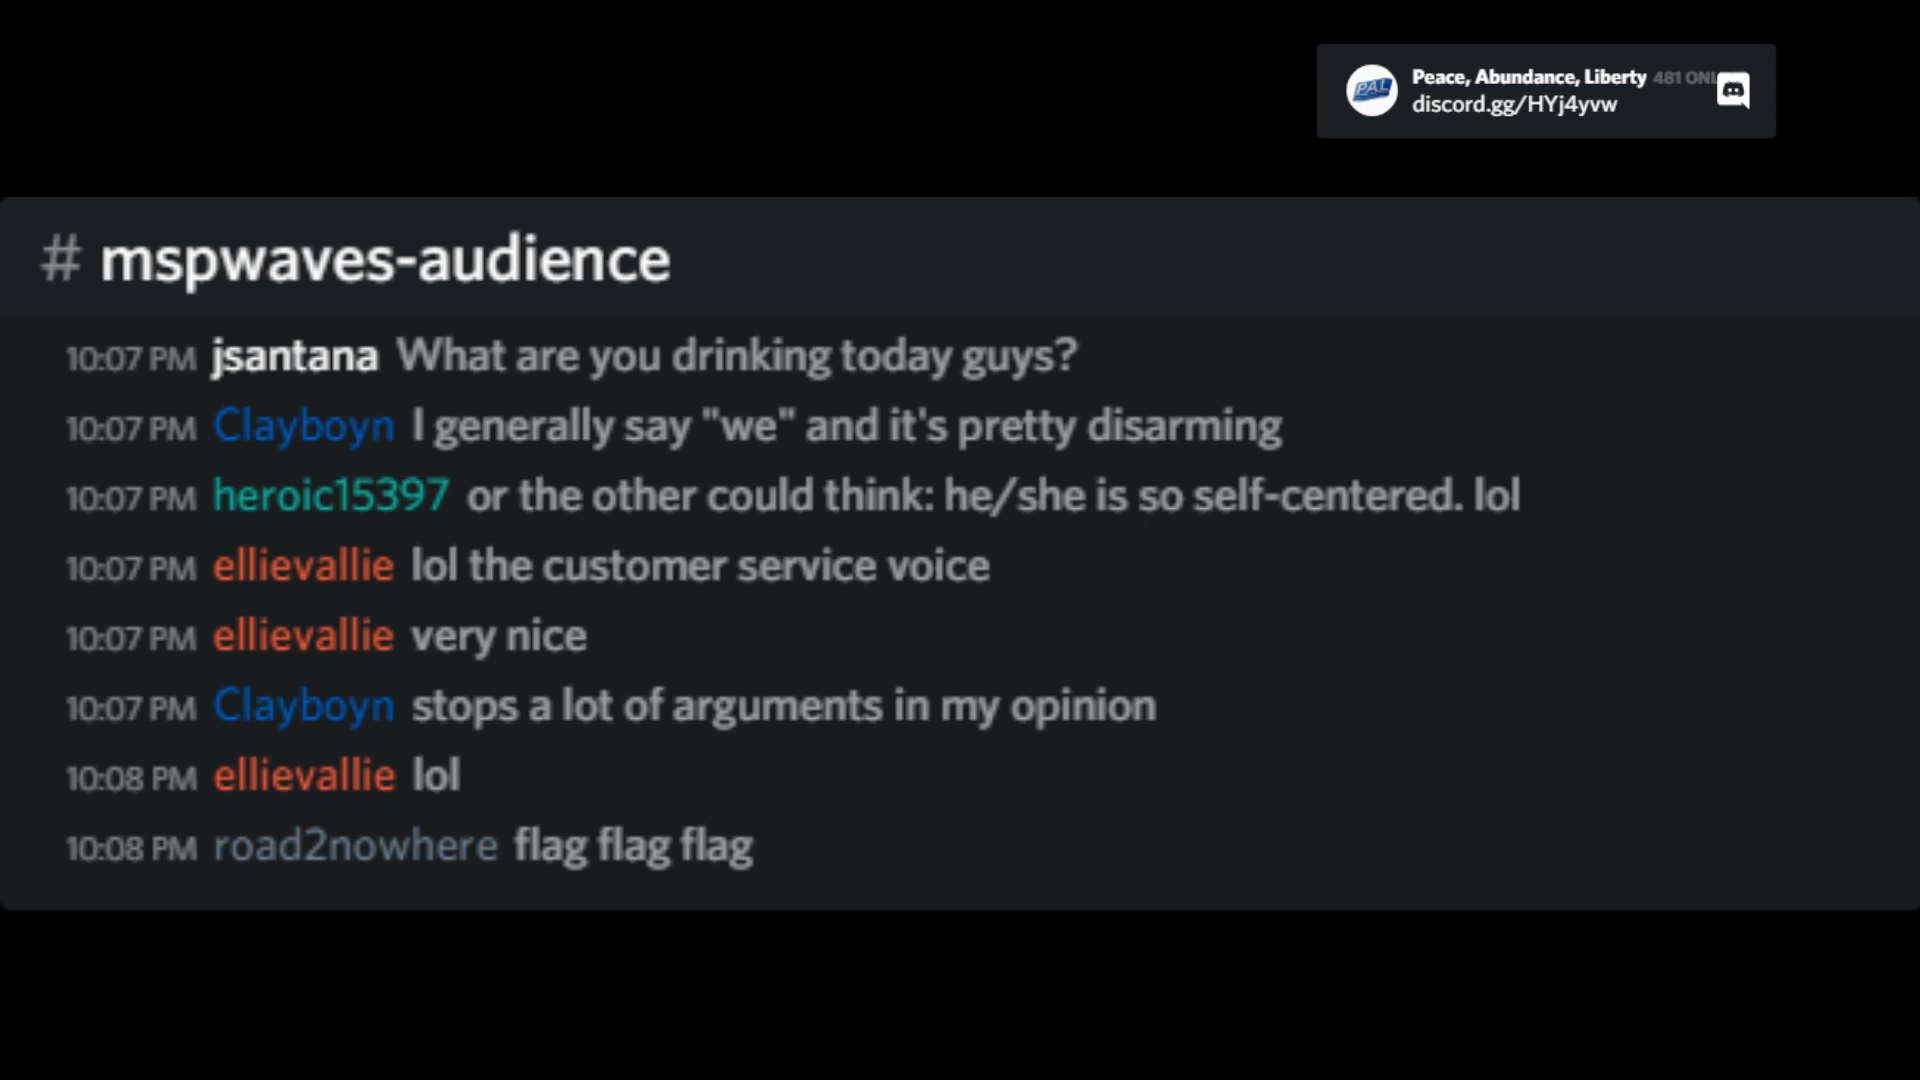 PAL Peace, Abundance, Liberty 481 ONL
discord.gg/HYj4yvw
# mspwaves-audience
10:07 PM jsantana What are you drinking today guys?
10:07 PM Clayboyn I generally say "we" and it's pretty disarming
10:07 PM heroic15397 or the other could think: he/she is so self-centered. lol
10:07 PM ellievallie lol the customer service voice
10:07 PM ellievallie very nice
10:07 PM Clayboyn stops a lot of arguments in my opinion
10:08 PM ellievallie lol
10:08 PM road2nowhere flag flag flag